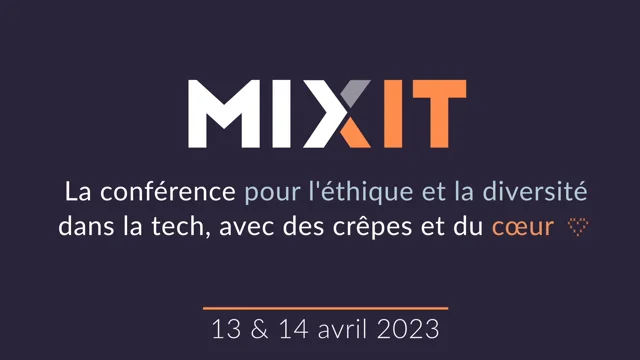 MIXIT
La conférence pour l'éthique et la diversité
dans la tech, avec des crêpes et du cœur
13 & 14 avril 2023